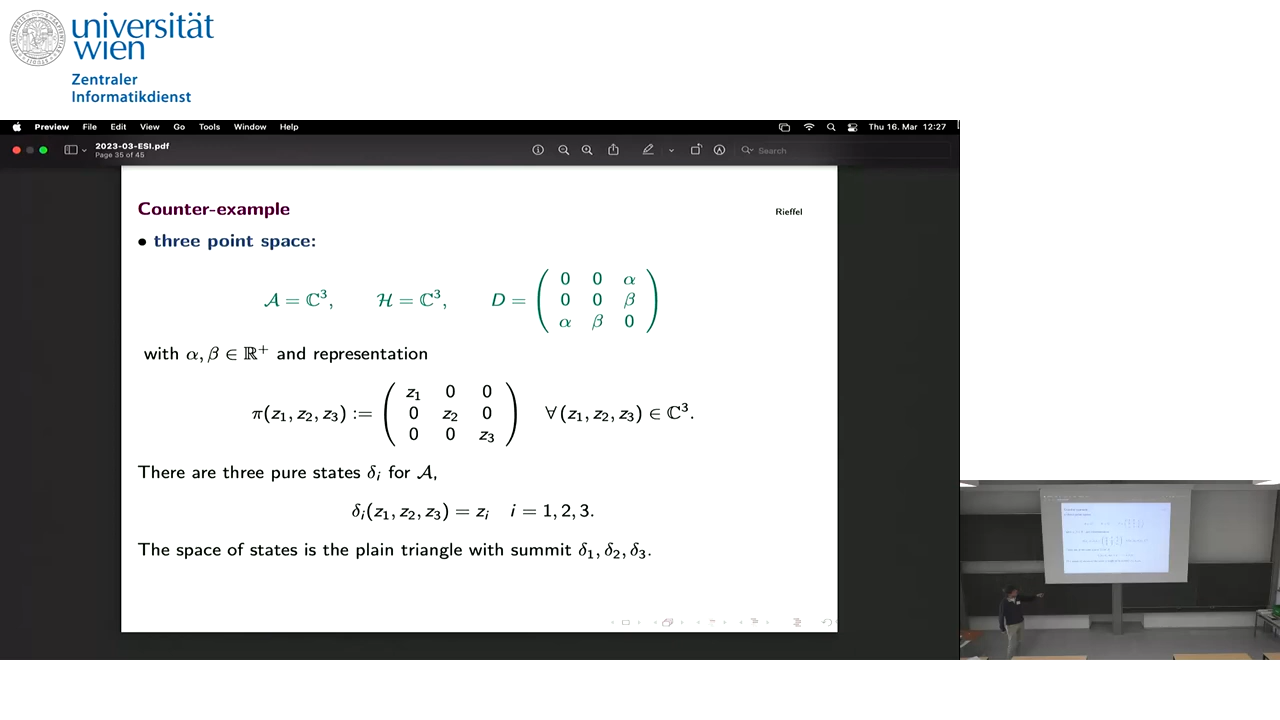 universität
wien
Zentraler
Informatikdienst
Preview File Edit View Go Tools Window Help Thu 16. Mar 12:27
2023-03-ESI.pdf
Page 35 of 45
Search
Counter-example
Rieffel
• three point space:
𝒜 = ℂ³, ℋ = ℂ³, D = ( 0 0 α
0 0 β
α β 0 )
with α, β ∈ ℝ⁺ and representation
π(z₁, z₂, z₃) := ( z₁ 0 0
0 z₂ 0
0 0 z₃ ) ∀ (z₁, z₂, z₃) ∈ ℂ³.
There are three pure states δᵢ for 𝒜,
δᵢ(z₁, z₂, z₃) = zᵢ i = 1, 2, 3.
The space of states is the plain triangle with summit δ₁, δ₂, δ₃.